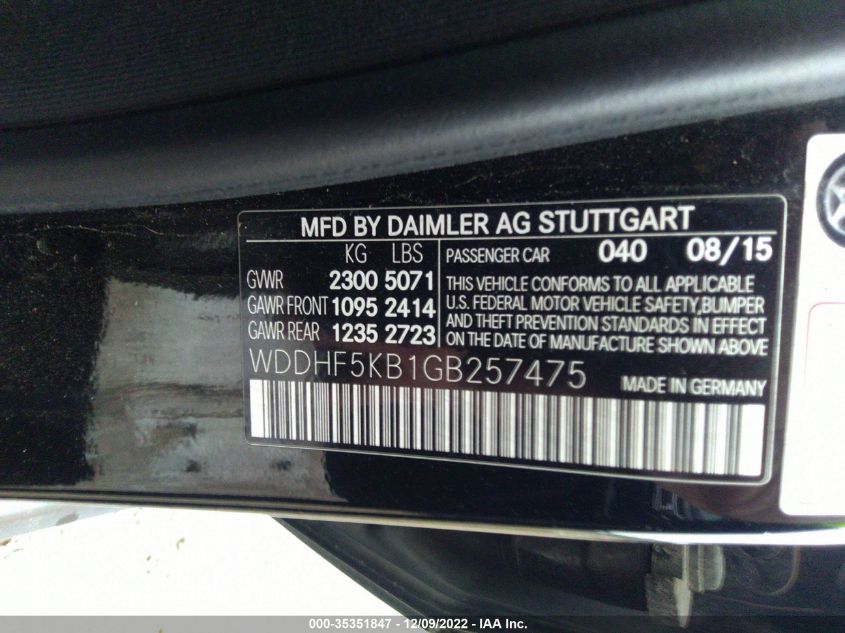 MFD BY DAIMLER AG STUTTGART
KG LBS
GVWR 2300 5071
GAWR FRONT 1095 2414
GAWR REAR 1235 2723
PASSENGER CAR 040 08/15
THIS VEHICLE CONFORMS TO ALL APPLICABLE
U.S. FEDERAL MOTOR VEHICLE SAFETY, BUMPER
AND THEFT PREVENTION STANDARDS IN EFFECT
ON THE DATE OF MANUFACTURE SHOWN ABOVE
WDDHF5KB1GB257475 MADE IN GERMANY
000-35351847 - 12/09/2022 - IAA Inc.